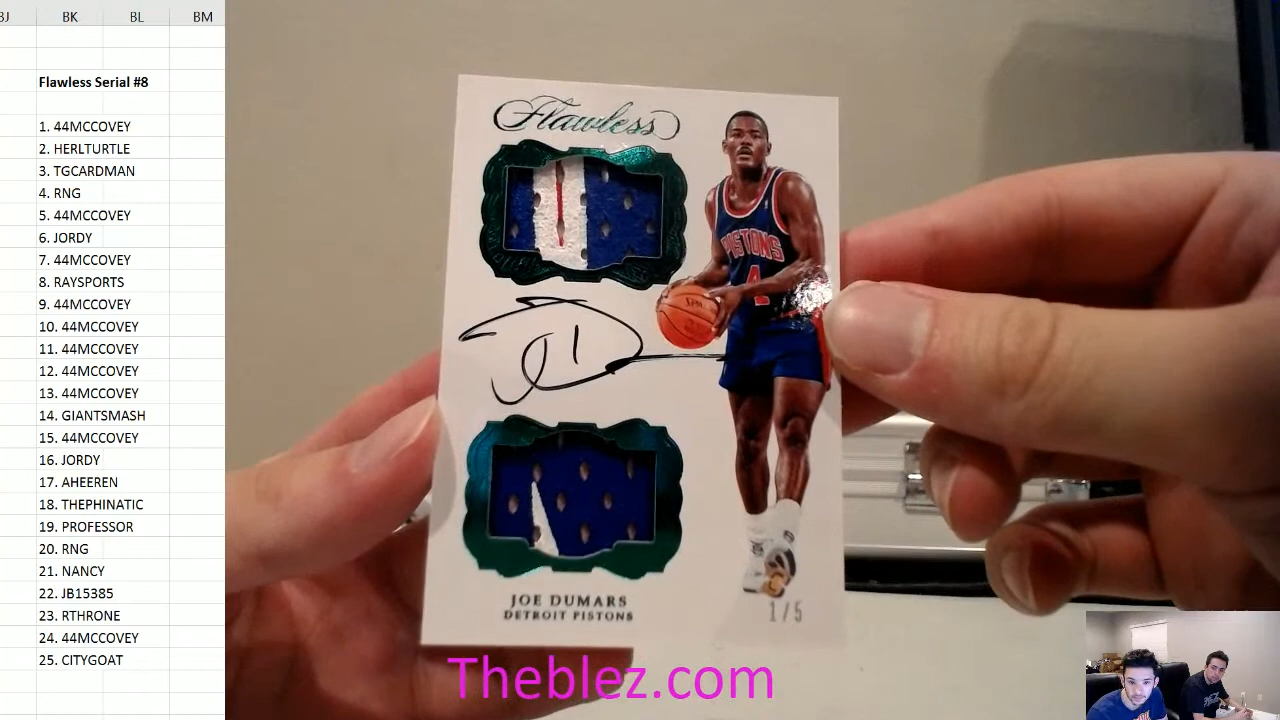 BJ BK BL BM
Flawless Serial #8
1. 44MCCOVEY
2. HERLTURTLE
3. TGCARDMAN
4. RNG
5. 44MCCOVEY
6. JORDY
7. 44MCCOVEY
8. RAYSPORTS
9. 44MCCOVEY
10. 44MCCOVEY
11. 44MCCOVEY
12. 44MCCOVEY
13. 44MCCOVEY
14. GIANTSMASH
15. 44MCCOVEY
16. JORDY
17. AHEEREN
18. THEPHINATIC
19. PROFESSOR
20. RNG
21. NANCY
22. JB15385
23. RTHRONE
24. 44MCCOVEY
25. CITYGOAT
Flawless
PISTONS
4
JOE DUMARS
DETROIT PISTONS
1/5
Theblez.com